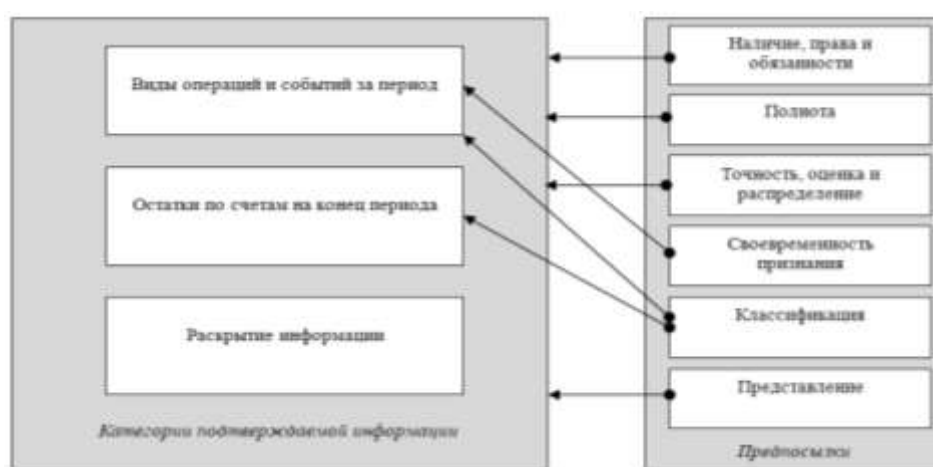 Виды операций и событий за период
Остатки по счетам на конец периода
Раскрытие информации
Категории подтверждаемой информации
Наличие, права и
обязанности
Полнота
Точность, оценка и
распределение
Своевременность
признания
Классификация
Представление
Предпосылки